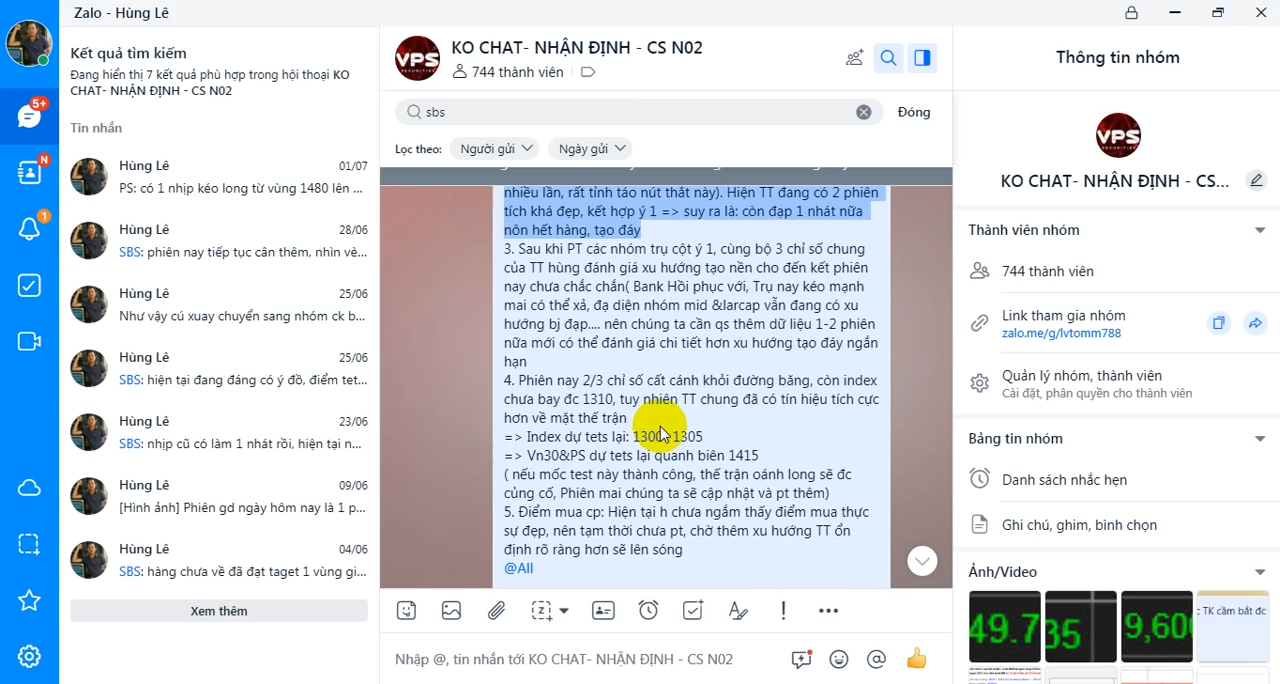 Zalo - Hùng Lê
Kết quả tìm kiếm
Đang hiển thị 7 kết quả phù hợp trong hội thoại KO
CHAT- NHẬN ĐỊNH - CS N02
Tin nhắn
Hùng Lê 01/07
PS: có 1 nhịp kéo long từ vùng 1480 lên ...
Hùng Lê 28/06
SBS: phiên nay tiếp tục cân thêm, nhìn vè...
Hùng Lê 25/06
Như vậy cú xuay chuyển sang nhóm ck b...
Hùng Lê 25/06
SBS: hiện tại đang đáng có ý đồ, điểm tet...
Hùng Lê 23/06
SBS: nhịp cũ có làm 1 nhát rồi, hiện tại n...
Hùng Lê 09/06
[Hình ảnh] Phiên gd ngày hôm nay là 1 p...
Hùng Lê 04/06
SBS: hàng chưa về đã đạt taget 1 vùng gi...
Xem thêm
5+
N
1
VPS
SECURITIES
KO CHAT- NHẬN ĐỊNH - CS N02
744 thành viên
sbs
Đóng
Lọc theo: Người gửi Ngày gửi
nhiều lần, rất tỉnh táo nút thắt này). Hiện TT đang có 2 phiên
tích khá đẹp, kết hợp ý 1 => suy ra là: còn đạp 1 nhát nữa
nôn hết hàng, tạo đáy
3. Sau khi PT các nhóm trụ cột ý 1, cùng bộ 3 chỉ số chung
của TT hùng đánh giá xu hướng tạo nền cho đến kết phiên
nay chưa chắc chắn( Bank Hồi phục với, Trụ nay kéo mạnh
mai có thể xả, đạ diện nhóm mid &larcap vẫn đang có xu
hướng bị đạp.... nên chúng ta cần qs thêm dữ liệu 1-2 phiên
nữa mới có thể đánh giá chi tiết hơn xu hướng tạo đáy ngắn
hạn
4. Phiên nay 2/3 chỉ số cất cánh khỏi đường băng, còn index
chưa bay đc 1310, tuy nhiên TT chung đã có tín hiệu tích cực
hơn về mặt thế trận
=> Index dự tets lại: 1300-1305
=> Vn30&PS dự tets lại quanh biên 1415
( nếu mốc test này thành công, thế trận oánh long sẽ đc
củng cố, Phiên mai chúng ta sẽ cập nhật và pt thêm)
5. Điểm mua cp: Hiện tại h chưa ngắm thấy điểm mua thực
sự đẹp, nên tạm thời chưa pt, chờ thêm xu hướng TT ổn
định rõ ràng hơn sẽ lên sóng
@All
Nhập @, tin nhắn tới KO CHAT- NHẬN ĐỊNH - CS N02
Thông tin nhóm
VPS
SECURITIES
KO CHAT- NHẬN ĐỊNH - CS...
Thành viên nhóm
744 thành viên
Link tham gia nhóm
zalo.me/g/lvtomm788
Quản lý nhóm, thành viên
Cài đặt, phân quyền cho thành viên
Bảng tin nhóm
Danh sách nhắc hẹn
Ghi chú, ghim, bình chọn
Ảnh/Video
49.7
35
9,600
: TK cầm bắt đc